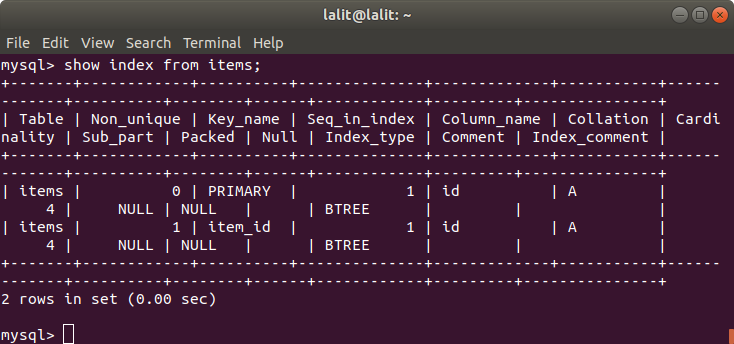 lalit@lalit: ~
File Edit View Search Terminal Help
mysql> show index from items;
+-------+------------+----------+--------------+-------------+-----------+------
-------+----------+--------+------+------------+---------+---------------+
| Table | Non_unique | Key_name | Seq_in_index | Column_name | Collation | Cardi
nality | Sub_part | Packed | Null | Index_type | Comment | Index_comment |
+-------+------------+----------+--------------+-------------+-----------+------
-------+----------+--------+------+------------+---------+---------------+
| items |          0 | PRIMARY  |            1 | id          | A         |
     4 |     NULL | NULL   |      | BTREE      |         |               |
| items |          1 | item_id  |            1 | id          | A         |
     4 |     NULL | NULL   |      | BTREE      |         |               |
+-------+------------+----------+--------------+-------------+-----------+------
-------+----------+--------+------+------------+---------+---------------+
2 rows in set (0.00 sec)
mysql>